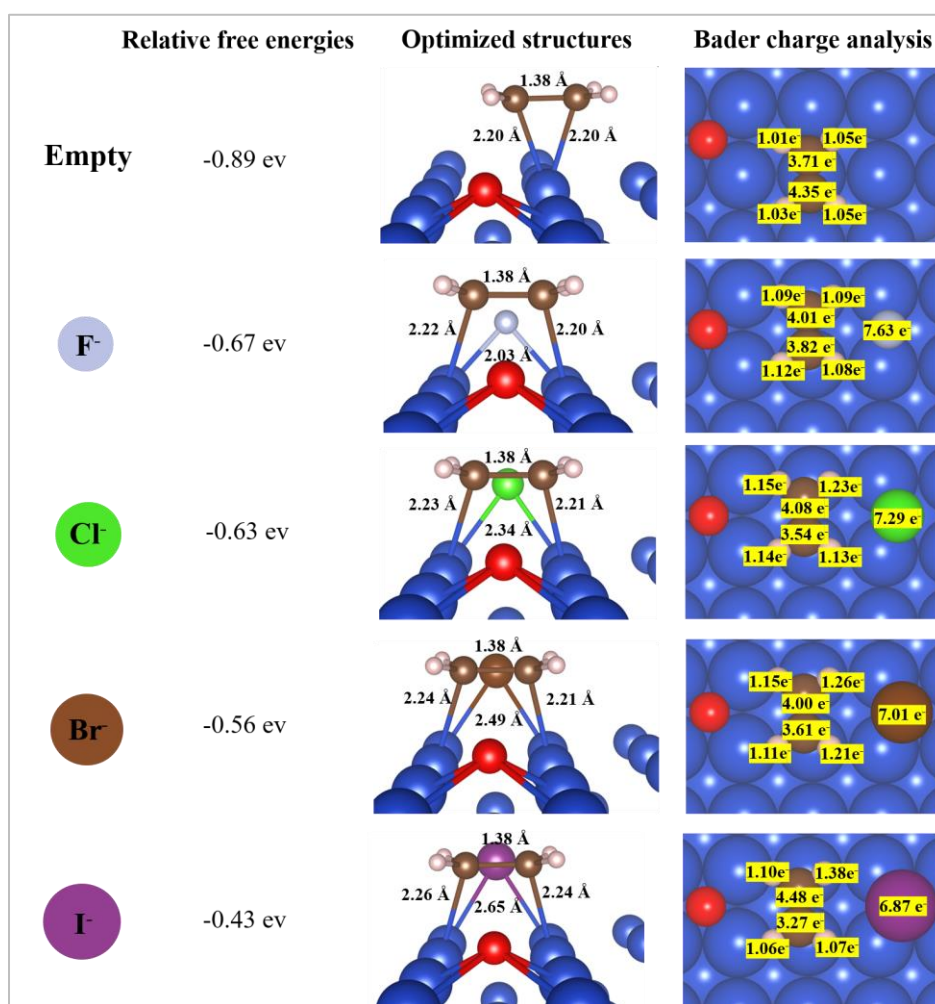 Relative free energies Optimized structures Bader charge analysis
Empty
-0.89 ev
1.38 Å
2.20 Å 2.20 Å
1.01e- 1.05e-
3.71 e-
4.35 e-
1.03e- 1.05e-
F-
-0.67 ev
1.38 Å
2.22 Å 2.20 Å
2.03 Å
1.09e- 1.09e-
4.01 e-
7.63 e-
3.82 e-
1.12e- 1.08e-
Cl-
-0.63 ev
1.38 Å
2.23 Å 2.21 Å
2.34 Å
1.15e- 1.23e-
4.08 e-
7.29 e-
3.54 e-
1.14e- 1.13e-
Br-
-0.56 ev
1.38 Å
2.24 Å 2.21 Å
2.49 Å
1.15e- 1.26e-
4.00 e-
7.01 e-
3.61 e-
1.11e- 1.21e-
I-
-0.43 ev
1.38 Å
2.26 Å 2.24 Å
2.65 Å
1.10e- 1.38e-
4.48 e-
6.87 e-
3.27 e-
1.06e- 1.07e-